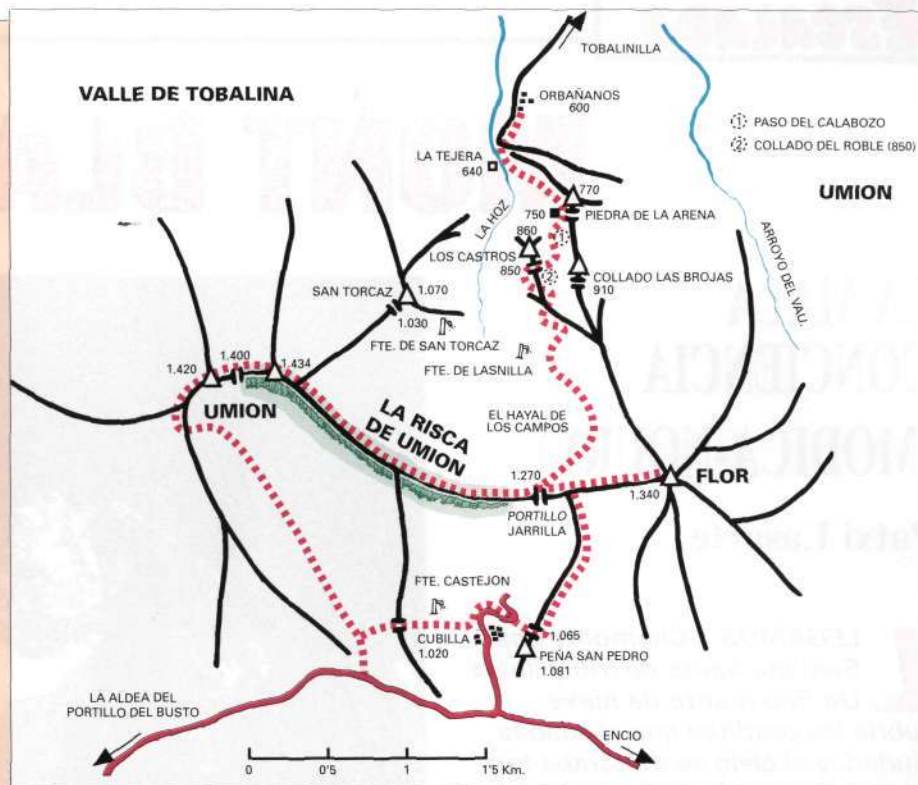 TOBALINILLA
VALLE DE TOBALINA
ORBAÑANOS
600
1 PASO DEL CALABOZO
2 COLLADO DEL ROBLE (850)
LA TEJERA
640
UMION
770
750
PIEDRA DE LA ARENA
LA HOZ
860
1
LOS CASTROS
850
2
COLLADO LAS BROJAS
910
ARROYO DEL VAU.
SAN TORCAZ
1.070
1.030
FTE. DE SAN TORCAZ
FTE. DE LASNILLA
1.420
1.400
1.434
UMION
LA RISCA
DE UMION
EL HAYAL DE
LOS CAMPOS
1.270
FLOR
1.340
PORTILLO
JARRILLA
FTE. CASTEJON
CUBILLA
1.020
1.065
PEÑA SAN PEDRO
1.081
LA ALDEA DEL
PORTILLO DEL BUSTO
ENCIO
0
0'5
1
1'5 Km.